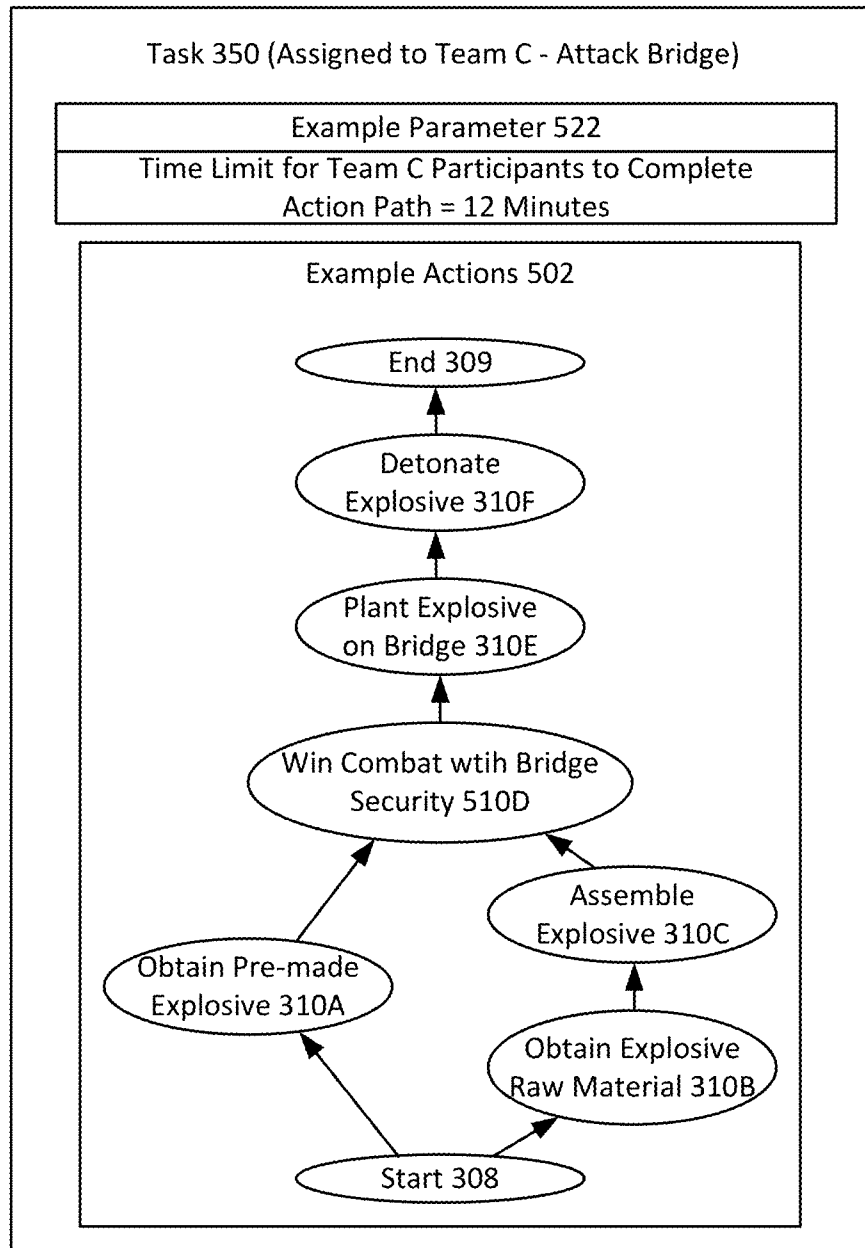 Task 350 (Assigned to Team C - Attack Bridge)
Example Parameter 522
Time Limit for Team C Participants to Complete
Action Path = 12 Minutes
Example Actions 502
End 309
Detonate
Explosive 310F
Plant Explosive
on Bridge 310E
Win Combat wtih Bridge
Security 510D
Assemble
Explosive 310C
Obtain Pre-made
Explosive 310A
Obtain Explosive
Raw Material 310B
Start 308